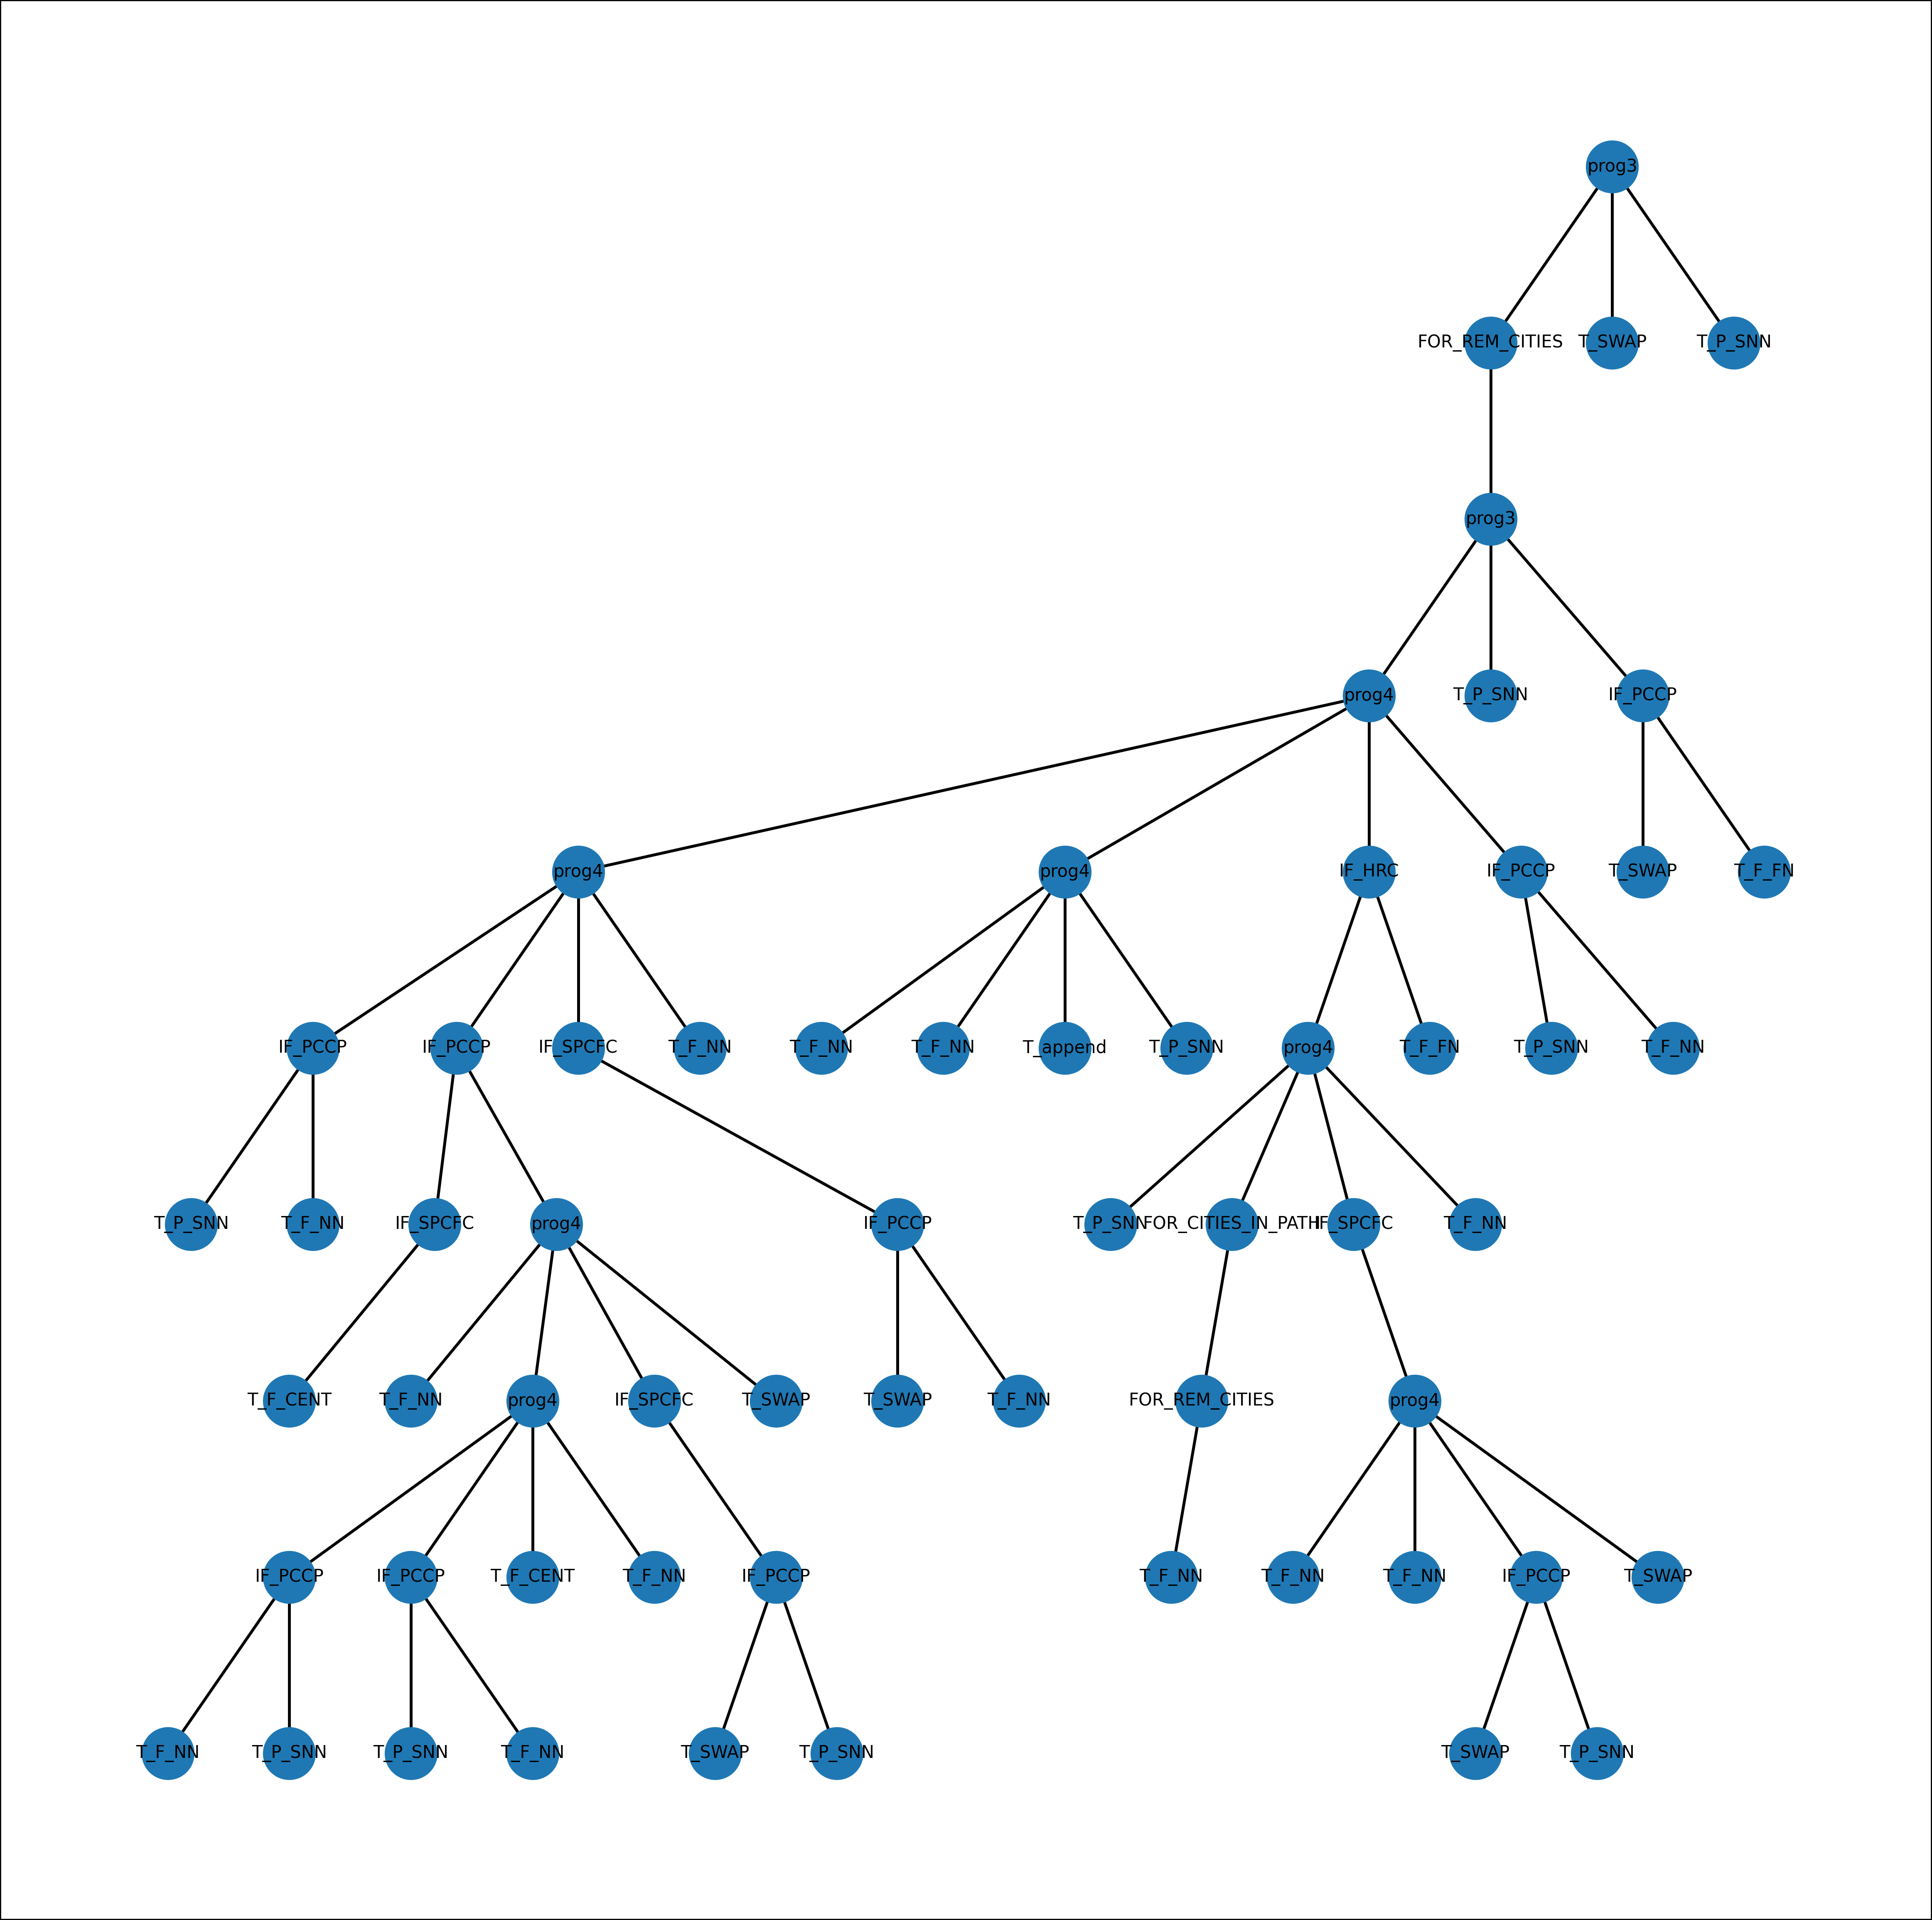 prog3
FOR_REM_CITIES T_SWAP T_P_SNN
prog3
prog4 T_P_SNN IF_PCCP
prog4 prog4 IF_HRC IF_PCCP T_SWAP T_F_FN
IF_PCCP IF_PCCP IF_SPCFC T_F_NN T_F_NN T_F_NN T_append T_P_SNN prog4 T_F_FN T_P_SNN T_F_NN
T_P_SNN T_F_NN IF_SPCFC prog4 IF_PCCP T_P_SNN FOR_CITIES_IN_PATH IF_SPCFC T_F_NN
T_F_CENT T_F_NN prog4 IF_SPCFC T_SWAP T_SWAP T_F_NN FOR_REM_CITIES prog4
IF_PCCP IF_PCCP T_F_CENT T_F_NN IF_PCCP T_F_NN T_F_NN T_F_NN IF_PCCP T_SWAP
T_F_NN T_P_SNN T_P_SNN T_F_NN T_SWAP T_P_SNN T_SWAP T_P_SNN